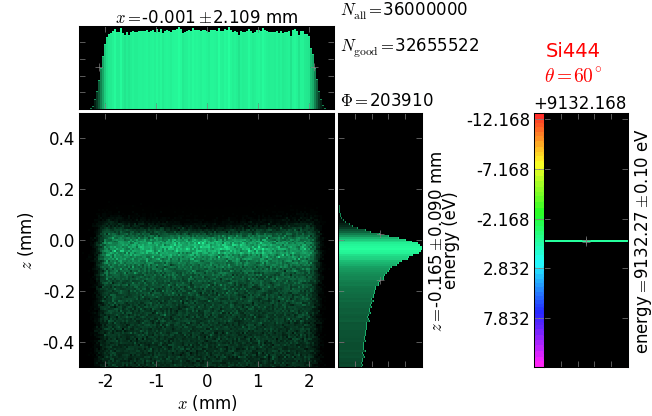 x = -0.001 ± 2.109 mm
N_all = 36000000
N_good = 32655522
Φ = 203910
Si444
θ = 60°
+9132.168
0.4
0.2
0.0
-0.2
-0.4
z (mm)
-2
-1
0
1
2
x (mm)
z = -0.165 ± 0.090 mm
energy (eV)
-12.168
-7.168
-2.168
2.832
7.832
energy = 9132.27 ± 0.10 eV